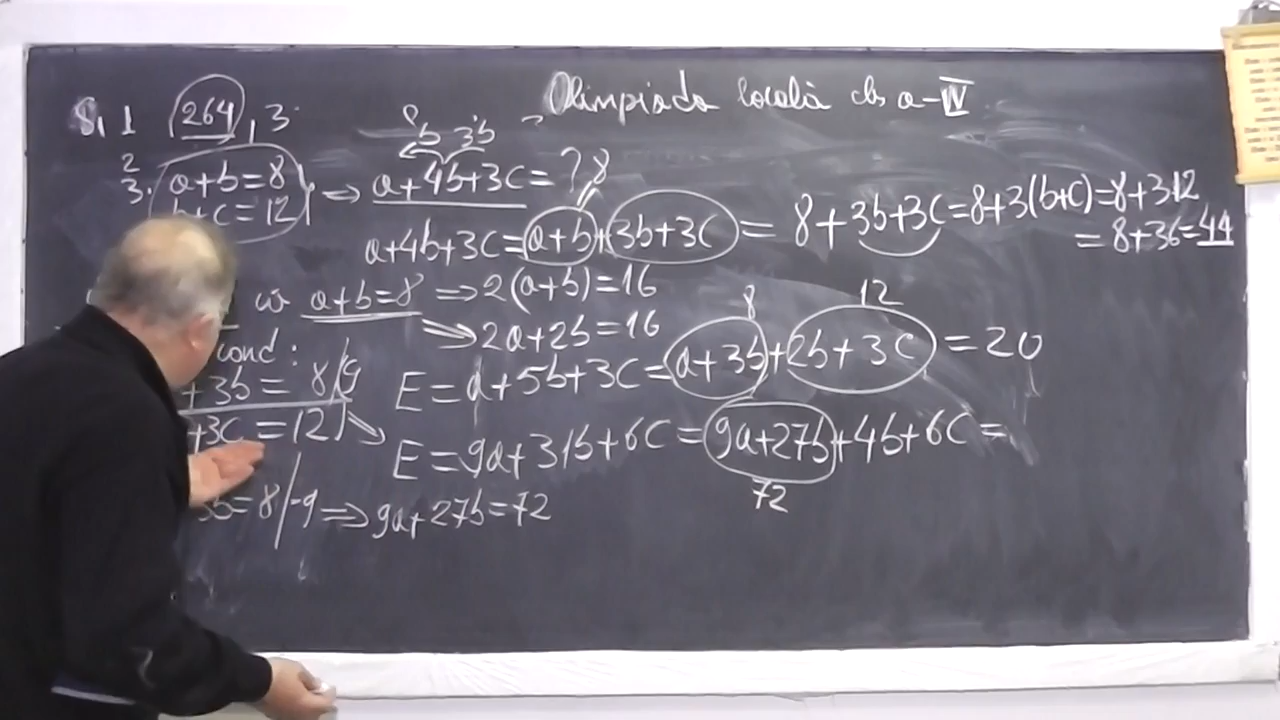 Olimpiada locală cls a-IV
S, 1 264, 3.
2
8b 3b
3. a+b=8 ⇒ a+4b+3c=?8
b+c=12
a+4b+3c=a+b+3b+3c= 8+3b+3c=8+3(b+c)=8+3·12
=8+36=44
a+b=8 ⇒2(a+b)=16
⇒2a+2b=16
8 12
cond:
+3b=8/9 E=a+5b+3c=a+3b+2b+3c=20
+3c=12
E=9a+31b+6c=9a+27b+4b+6c=
72
3b=8/·9⇒9a+27b=72